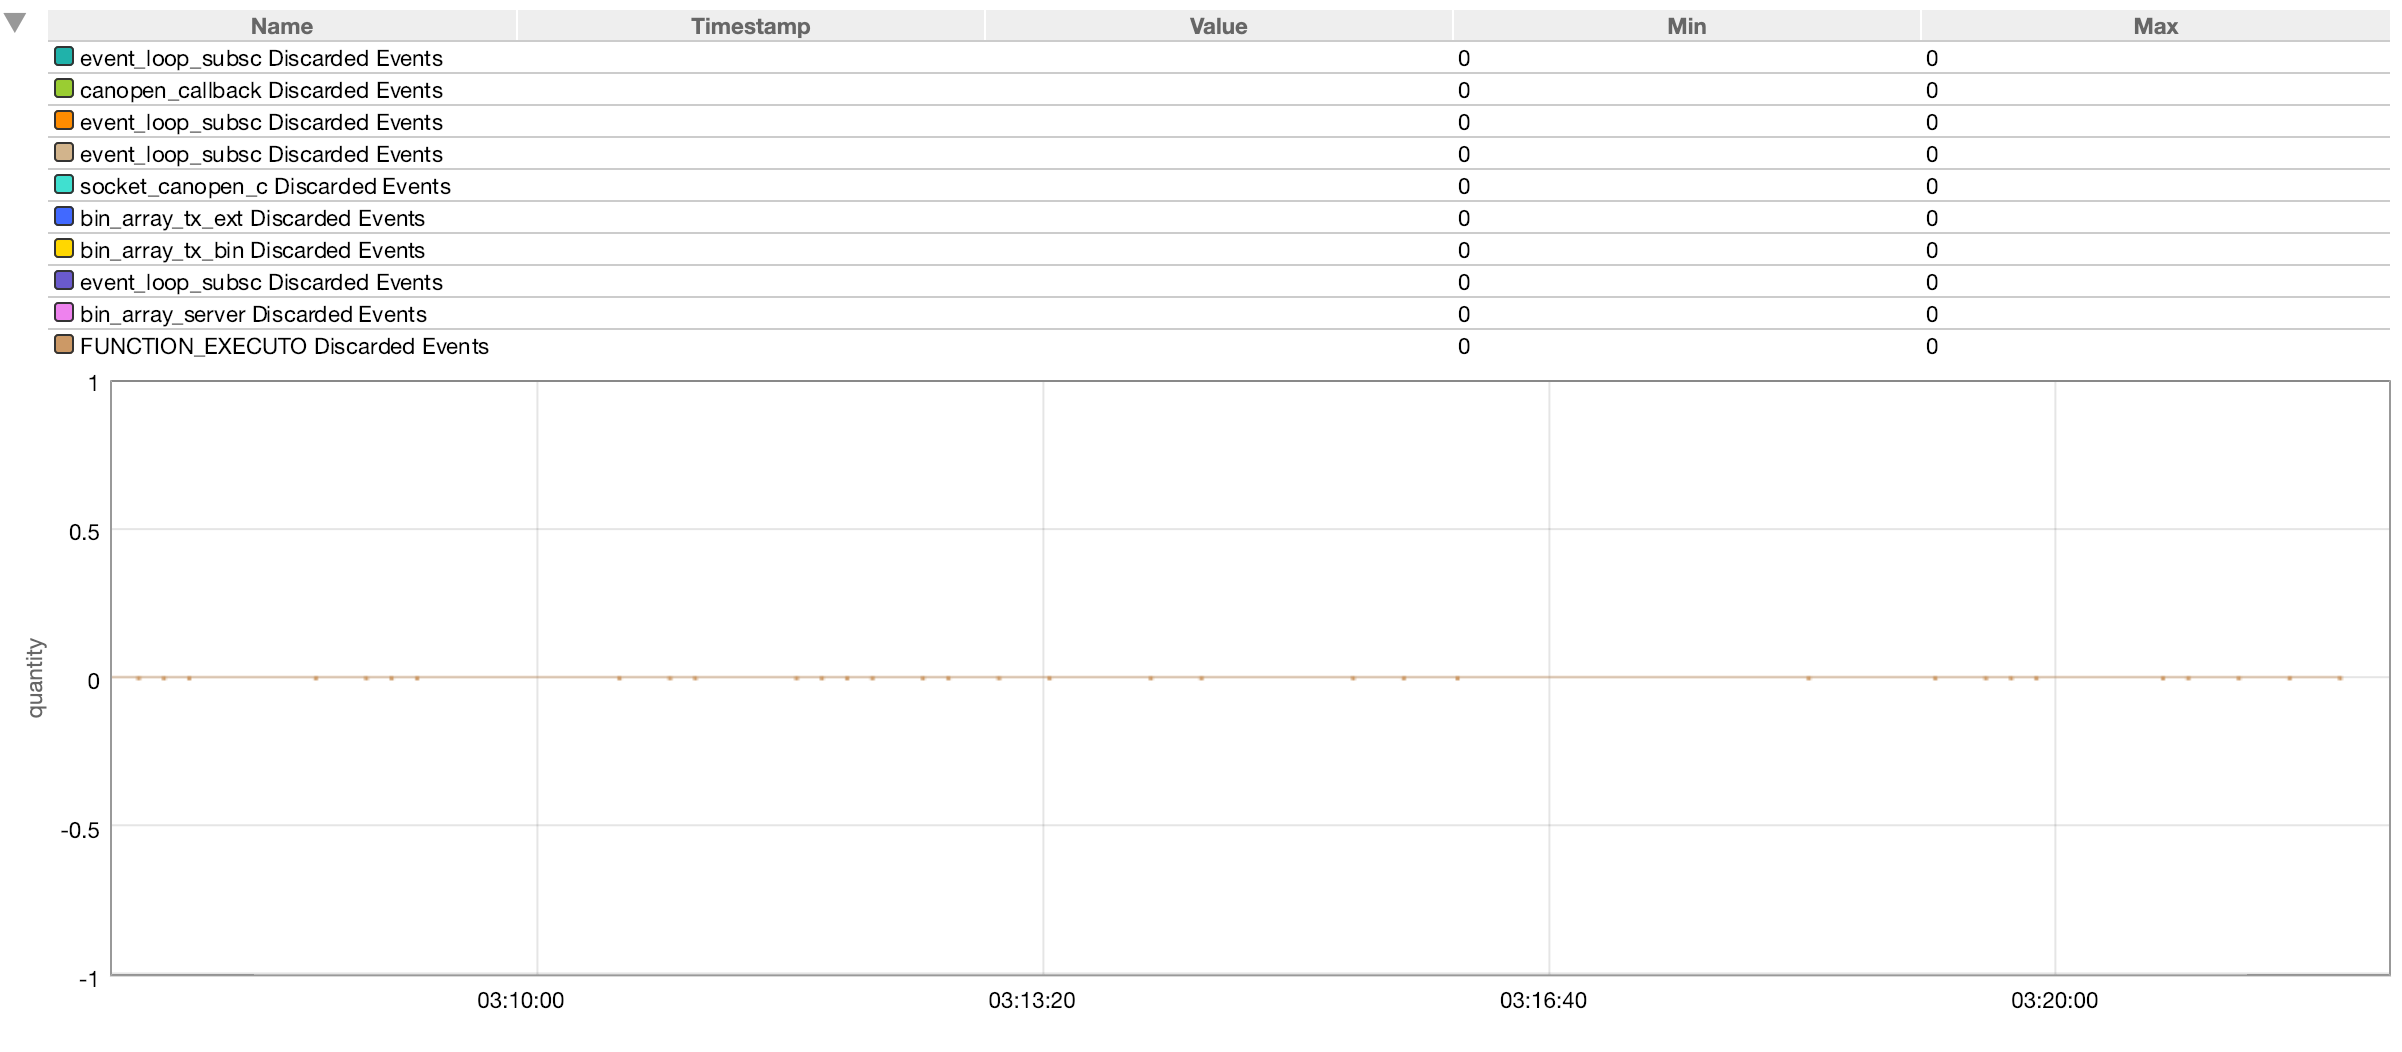 Name Timestamp Value Min Max
event_loop_subsc Discarded Events 0 0
canopen_callback Discarded Events 0 0
event_loop_subsc Discarded Events 0 0
event_loop_subsc Discarded Events 0 0
socket_canopen_c Discarded Events 0 0
bin_array_tx_ext Discarded Events 0 0
bin_array_tx_bin Discarded Events 0 0
event_loop_subsc Discarded Events 0 0
bin_array_server Discarded Events 0 0
FUNCTION_EXECUTO Discarded Events 0 0
1
0.5
0
-0.5
-1
quantity
03:10:00 03:13:20 03:16:40 03:20:00